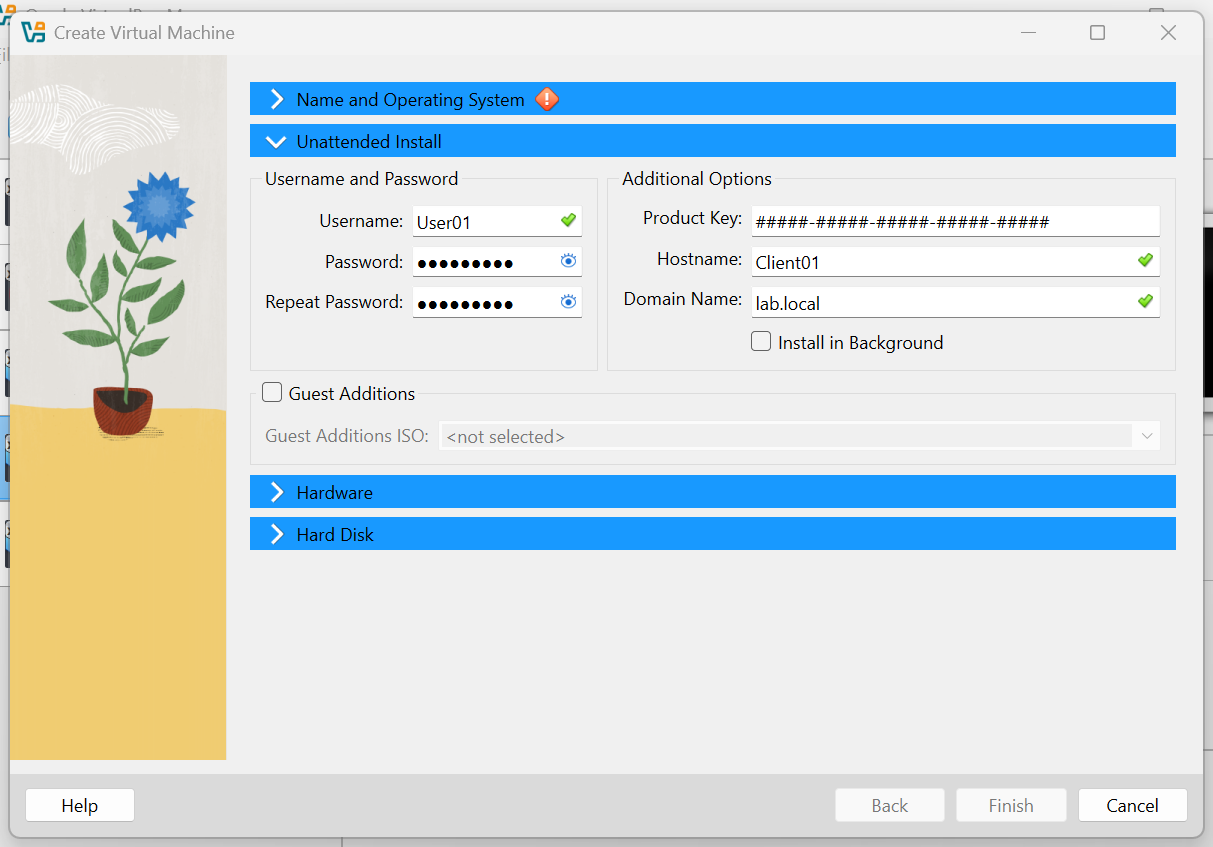 Create Virtual Machine
Name and Operating System
Unattended Install
Username and Password
Username: User01
Password: ●●●●●●●●●
Repeat Password: ●●●●●●●●●
Additional Options
Product Key: #####-#####-#####-#####-#####
Hostname: Client01
Domain Name: lab.local
Install in Background
Guest Additions
Guest Additions ISO: <not selected>
Hardware
Hard Disk
Help
Back
Finish
Cancel